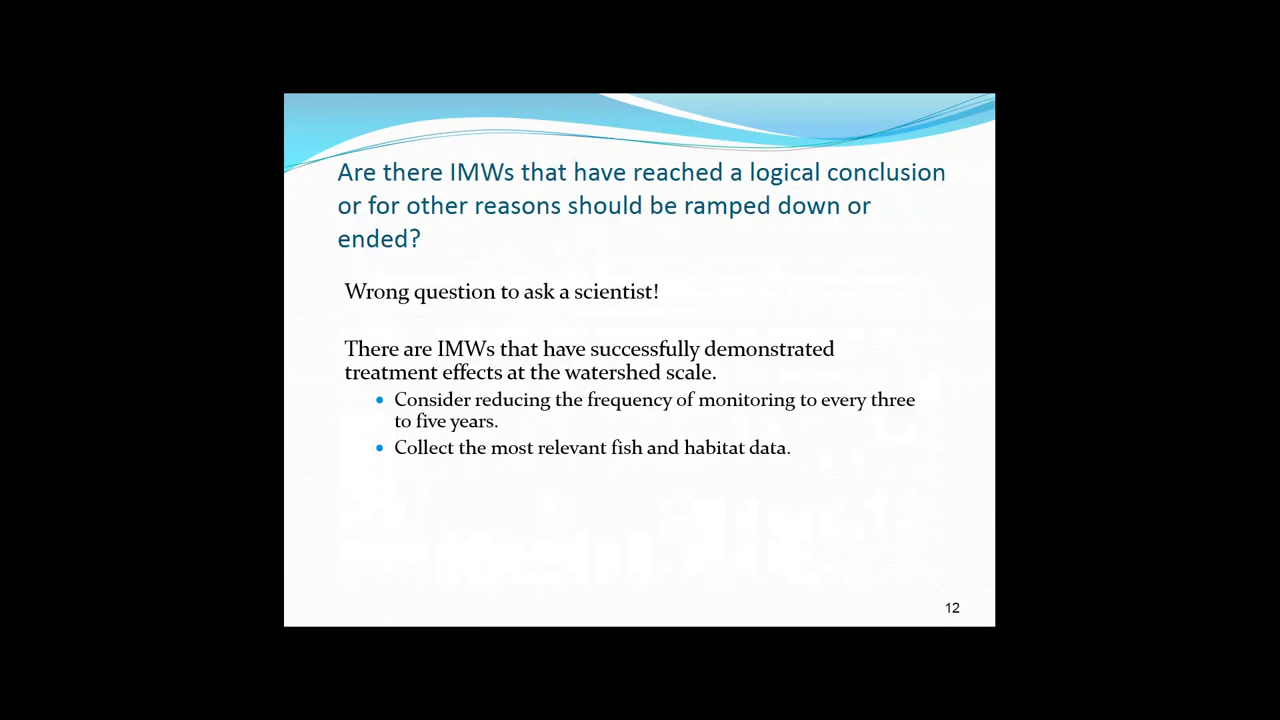 Are there IMWs that have reached a logical conclusion
or for other reasons should be ramped down or
ended?
Wrong question to ask a scientist!
There are IMWs that have successfully demonstrated
treatment effects at the watershed scale.
• Consider reducing the frequency of monitoring to every three
to five years.
• Collect the most relevant fish and habitat data.
12